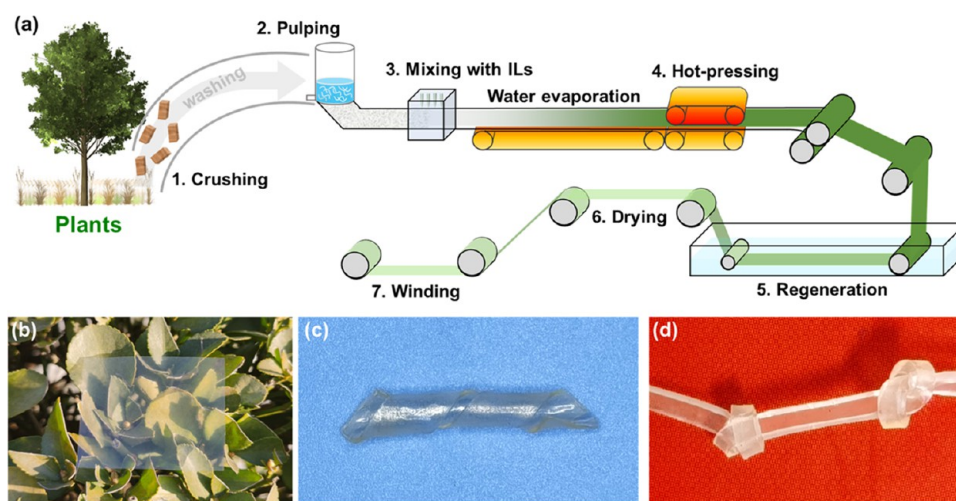 (a)
2. Pulping
washing
3. Mixing with ILs
4. Hot-pressing
Water evaporation
1. Crushing
Plants
6. Drying
7. Winding
5. Regeneration
(b)
(c)
(d)